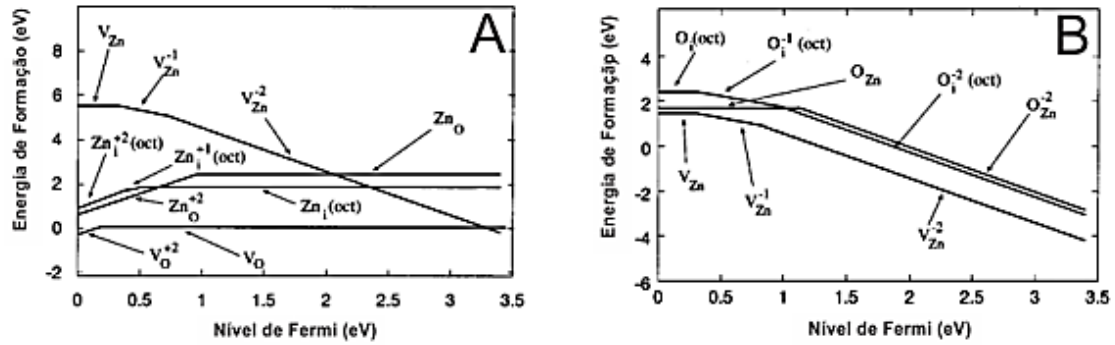 A
Energia de Formação (eV)
8
6
4
2
0
-2
V_Zn
V_Zn^-1
V_Zn^-2
Zn_O
Zn_i^+2(oct)
Zn_i^+1(oct)
Zn_O^+2
Zn_i(oct)
V_O^+2
V_O
0 0.5 1 1.5 2 2.5 3 3.5
Nível de Fermi (eV)
B
Energia de Formaçãp (eV)
4
2
0
-2
-4
-6
O_i(oct)
O_i^-1(oct)
O_Zn
O_i^-2(oct)
O_Zn^-2
V_Zn
V_Zn^-1
V_Zn^-2
0 0.5 1 1.5 2 2.5 3 3.5
Nível de Fermi (eV)